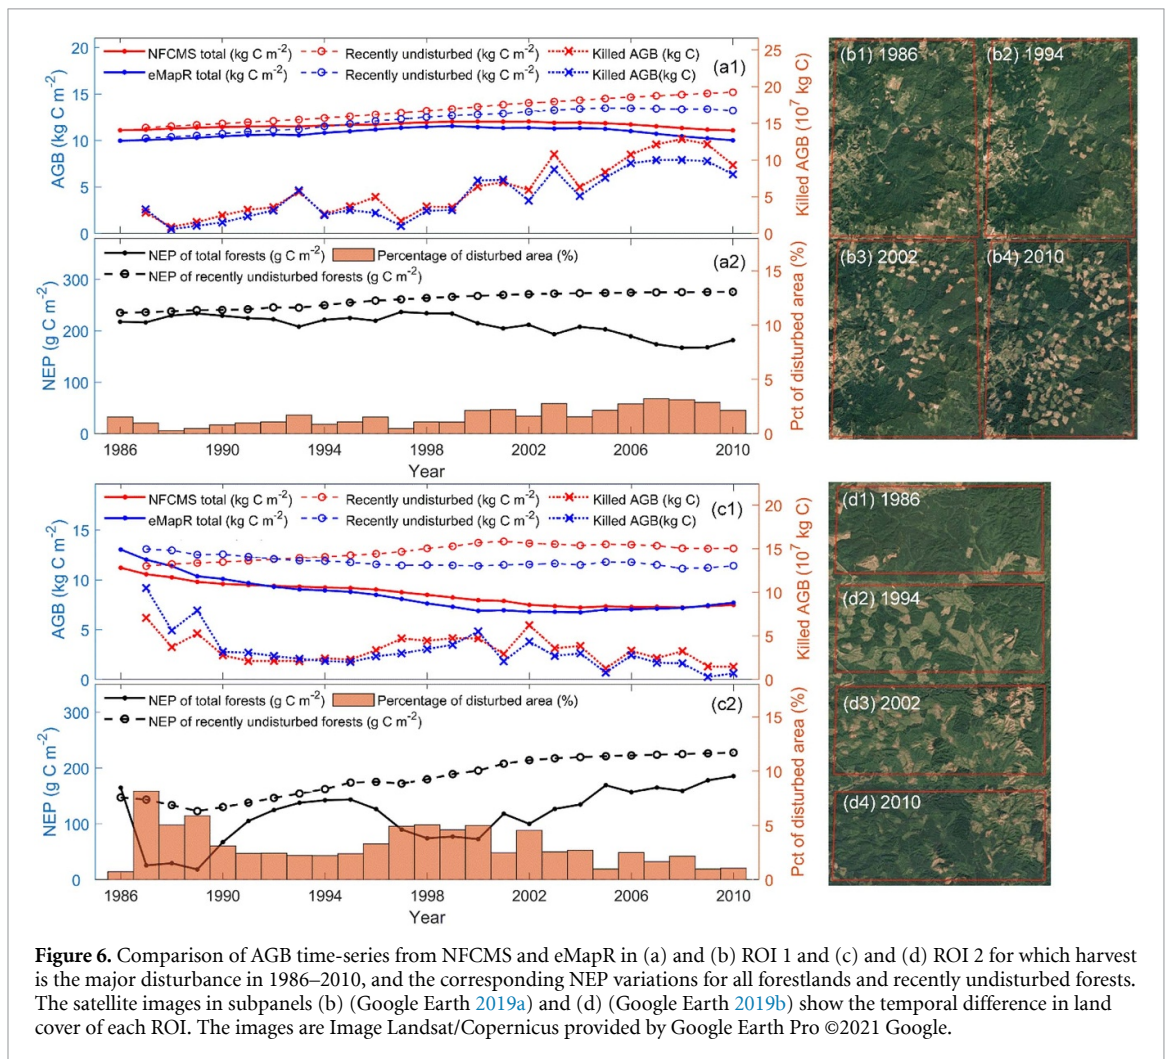 NFCMS total (kg C m⁻²) Recently undisturbed (kg C m⁻²) Killed AGB (kg C)
eMapR total (kg C m⁻²) Recently undisturbed (kg C m⁻²) Killed AGB(kg C)
(a1)
AGB (kg C m⁻²)
20
15
10
5
0
Killed AGB (10⁷ kg C)
25
20
15
10
5
0
NEP of total forests (g C m⁻²) Percentage of disturbed area (%)
NEP of recently undisturbed forests (g C m⁻²)
(a2)
NEP (g C m⁻²)
300
200
100
0
Pct of disturbed area (%)
15
10
5
0
1986 1990 1994 1998 2002 2006 2010
Year
(b1) 1986
(b2) 1994
(b3) 2002
(b4) 2010
NFCMS total (kg C m⁻²) Recently undisturbed (kg C m⁻²) Killed AGB (kg C)
eMapR total (kg C m⁻²) Recently undisturbed (kg C m⁻²) Killed AGB(kg C)
(c1)
AGB (kg C m⁻²)
15
10
5
0
Killed AGB (10⁷ kg C)
20
15
10
5
0
NEP of total forests (g C m⁻²) Percentage of disturbed area (%)
NEP of recently undisturbed forests (g C m⁻²)
(c2)
NEP (g C m⁻²)
300
200
100
0
Pct of disturbed area (%)
15
10
5
0
1986 1990 1994 1998 2002 2006 2010
Year
(d1) 1986
(d2) 1994
(d3) 2002
(d4) 2010
Figure 6. Comparison of AGB time-series from NFCMS and eMapR in (a) and (b) ROI 1 and (c) and (d) ROI 2 for which harvest
is the major disturbance in 1986–2010, and the corresponding NEP variations for all forestlands and recently undisturbed forests.
The satellite images in subpanels (b) (Google Earth 2019a) and (d) (Google Earth 2019b) show the temporal difference in land
cover of each ROI. The images are Image Landsat/Copernicus provided by Google Earth Pro ©2021 Google.